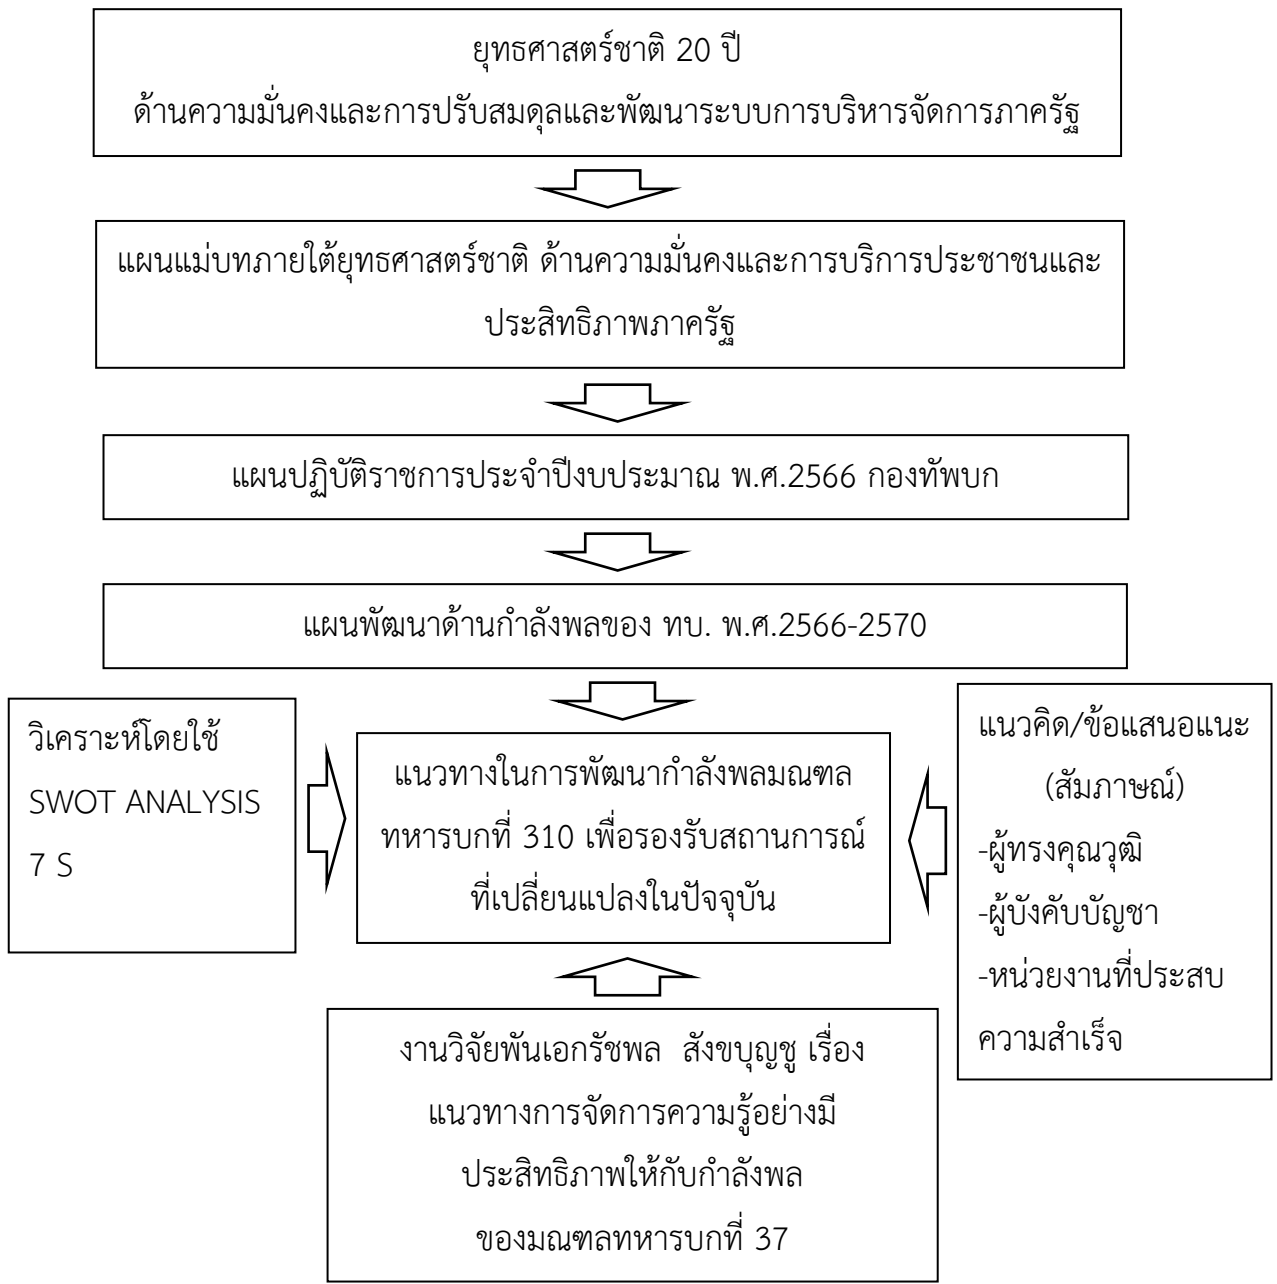 ยุทธศาสตร์ชาติ 20 ปี
ด้านความมั่นคงและการปรับสมดุลและพัฒนาระบบการบริหารจัดการภาครัฐ
แผนแม่บทภายใต้ยุทธศาสตร์ชาติ ด้านความมั่นคงและการบริการประชาชนและ
ประสิทธิภาพภาครัฐ
แผนปฏิบัติราชการประจำปีงบประมาณ พ.ศ.2566 กองทัพบก
แผนพัฒนาด้านกำลังพลของ ทบ. พ.ศ.2566-2570
วิเคราะห์โดยใช้
SWOT ANALYSIS
7 S
แนวทางในการพัฒนากำลังพลมณฑล
ทหารบกที่ 310 เพื่อรองรับสถานการณ์
ที่เปลี่ยนแปลงในปัจจุบัน
แนวคิด/ข้อแสนอแนะ
(สัมภาษณ์)
-ผู้ทรงคุณวุฒิ
-ผู้บังคับบัญชา
-หน่วยงานที่ประสบ
ความสำเร็จ
งานวิจัยพันเอกรัชพล  สังขบุญชู เรื่อง
แนวทางการจัดการความรู้อย่างมี
ประสิทธิภาพให้กับกำลังพล
ของมณฑลทหารบกที่ 37